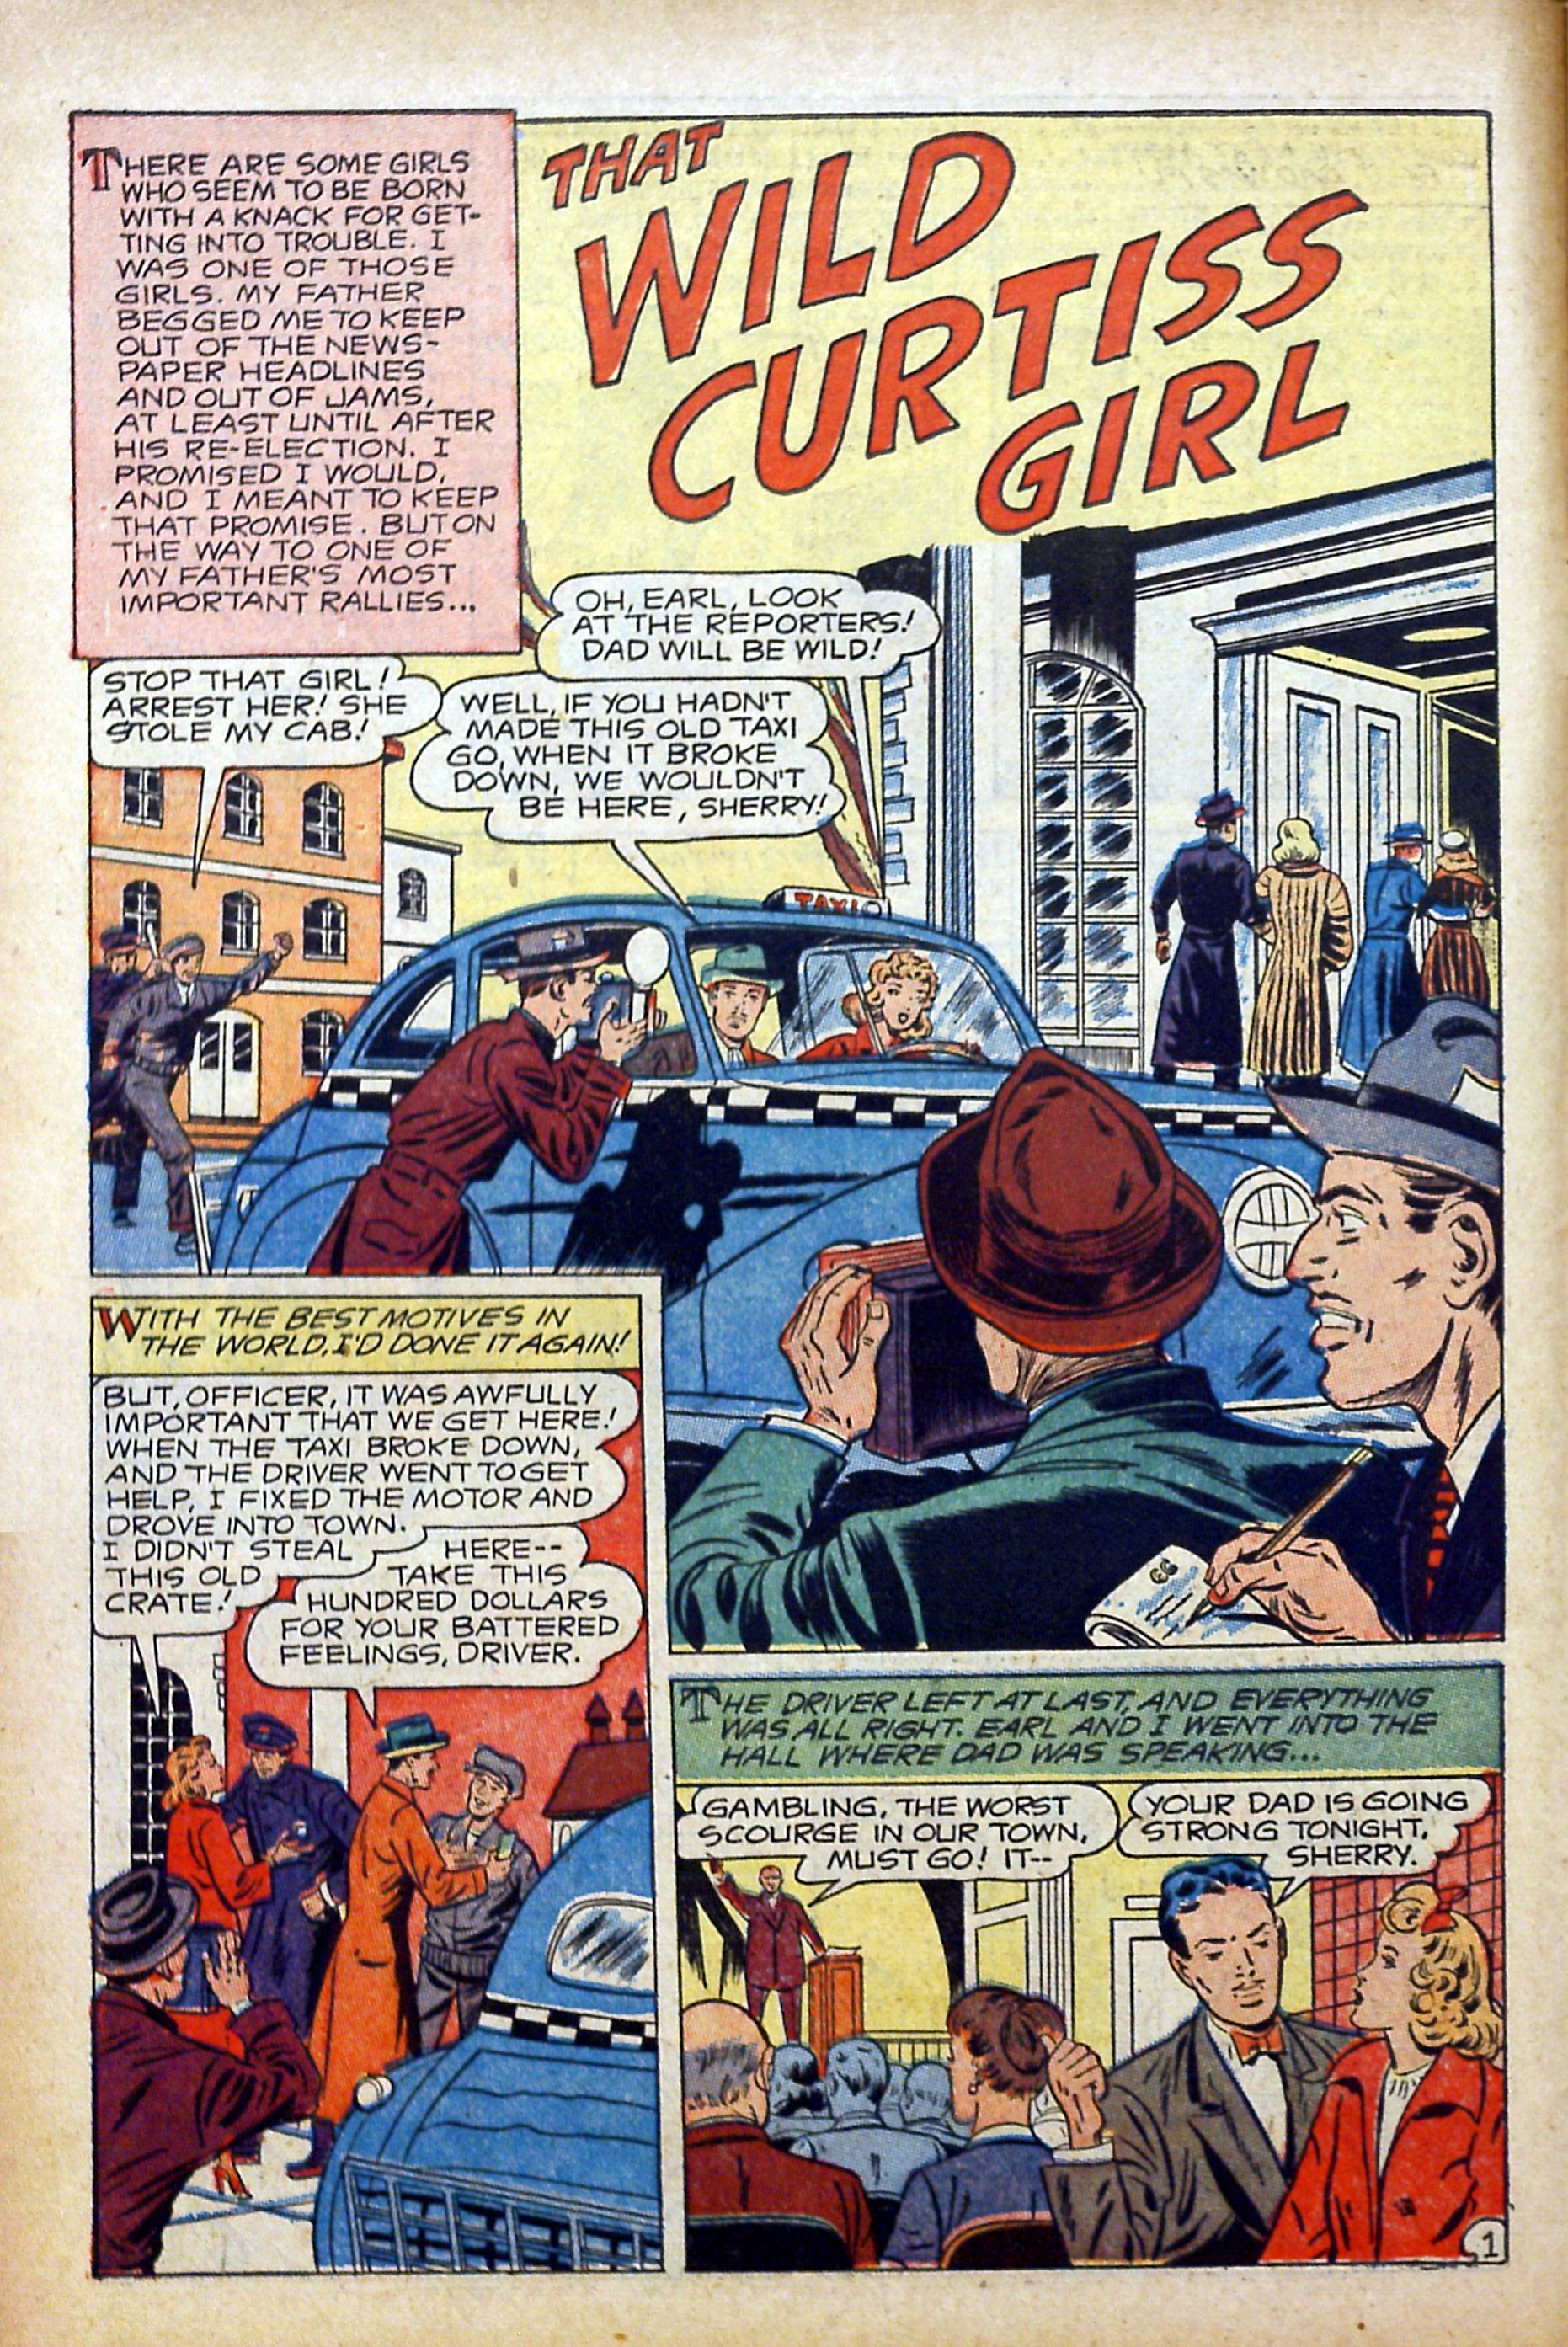 THERE ARE SOME GIRLS
WHO SEEM TO BE BORN
WITH A KNACK FOR GET-
TING INTO TROUBLE. I
WAS ONE OF THOSE
GIRLS. MY FATHER
BEGGED ME TO KEEP
OUT OF THE NEWS-
PAPER HEADLINES
AND OUT OF JAMS,
AT LEAST UNTIL AFTER
HIS RE-ELECTION. I
PROMISED I WOULD,
AND I MEANT TO KEEP
THAT PROMISE. BUT ON
THE WAY TO ONE OF
MY FATHER'S MOST
IMPORTANT RALLIES...
THAT
WILD
CURTISS
GIRL
STOP THAT GIRL!
ARREST HER! SHE
STOLE MY CAB!
OH, EARL, LOOK
AT THE REPORTERS!
DAD WILL BE WILD!
WELL, IF YOU HADN'T
MADE THIS OLD TAXI
GO, WHEN IT BROKE
DOWN, WE WOULDN'T
BE HERE, SHERRY!
TAXI
WITH THE BEST MOTIVES IN
THE WORLD, I'D DONE IT AGAIN!
BUT, OFFICER, IT WAS AWFULLY
IMPORTANT THAT WE GET HERE!
WHEN THE TAXI BROKE DOWN,
AND THE DRIVER WENT TO GET
HELP, I FIXED THE MOTOR AND
DROVE INTO TOWN.
I DIDN'T STEAL
THIS OLD
CRATE!
HERE--
TAKE THIS
HUNDRED DOLLARS
FOR YOUR BATTERED
FEELINGS, DRIVER.
THE DRIVER LEFT AT LAST, AND EVERYTHING
WAS ALL RIGHT. EARL AND I WENT INTO THE
HALL WHERE DAD WAS SPEAKING...
GAMBLING, THE WORST
SCOURGE IN OUR TOWN,
MUST GO! IT--
YOUR DAD IS GOING
STRONG TONIGHT,
SHERRY.
1